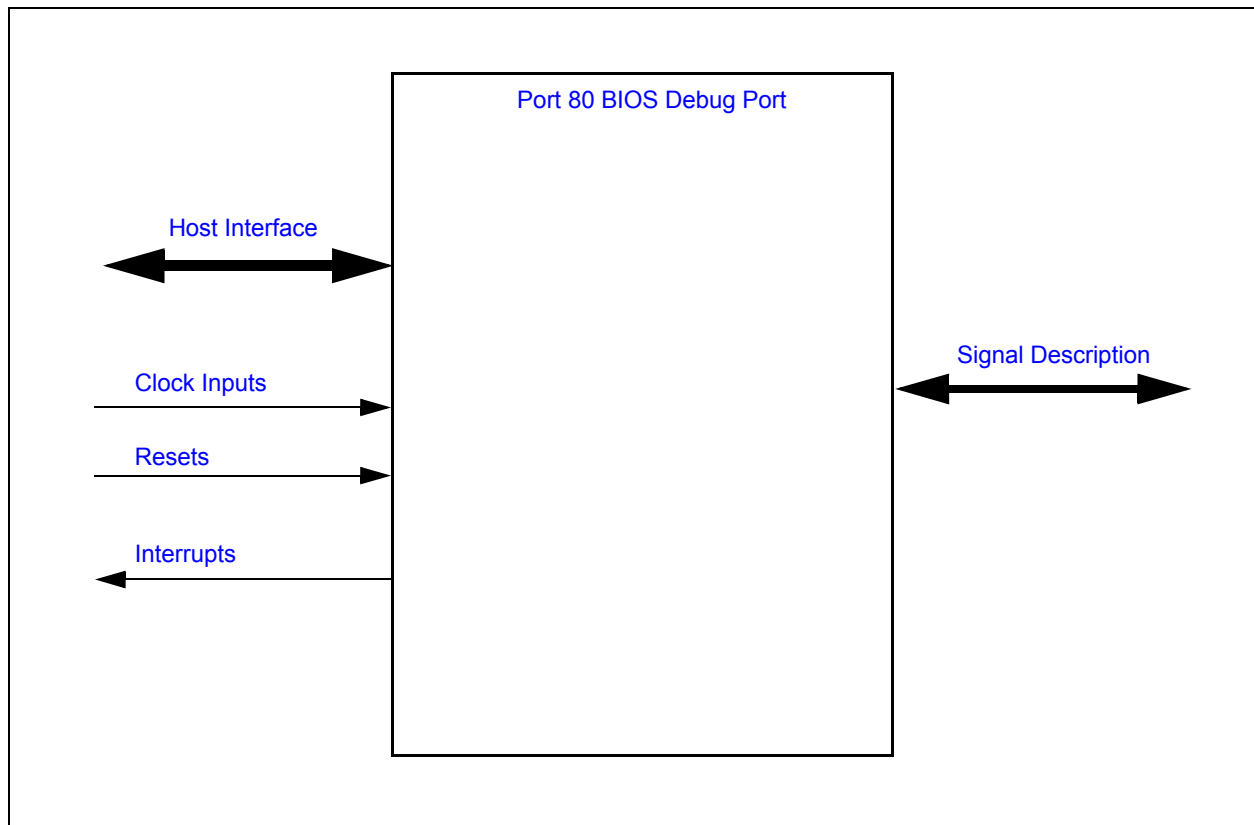 Port 80 BIOS Debug Port
Host Interface
Signal Description
Clock Inputs
Resets
Interrupts